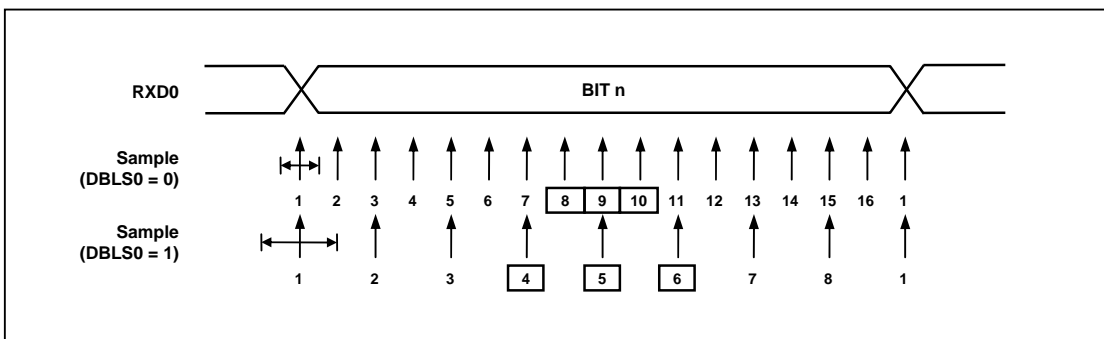 RXD0 BIT n
Sample
(DBLS0 = 0)
1 2 3 4 5 6 7 8 9 10 11 12 13 14 15 16 1
Sample
(DBLS0 = 1)
1 2 3 4 5 6 7 8 1